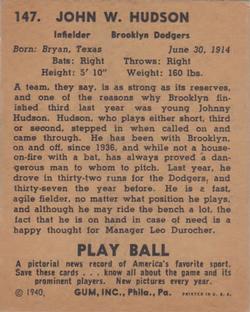 147. JOHN W. HUDSON
Infielder Brooklyn Dodgers
Born: Bryan, Texas June 30, 1914
Bats: Right Throws: Right
Height: 5' 10" Weight: 160 lbs.
A team, they say, is as strong as its reserves,
and one of the reasons why Brooklyn fin-
ished third last year was young Johnny
Hudson. Hudson, who plays either short, third
or second, stepped in when called on and
came through. He has been with Brooklyn,
on and off, since 1936, and while not a house-
on-fire with a bat, has always proved a danger-
ous man to whom to pitch. Last year, he
drove in thirty-two runs for the Dodgers, and
thirty-seven the year before. He is a fast,
agile fielder, no matter what position he plays,
and although he may ride the bench a lot, the
fact that he is on hand in case of need is a
happy thought for Manager Leo Durocher.
PLAY BALL
A pictorial news record of America's favorite sport.
Save these cards . . . know all about the game and its
prominent players. New pictures every year.
© 1940, GUM, INC., Phila., Pa. PRINTED IN U. S. A.